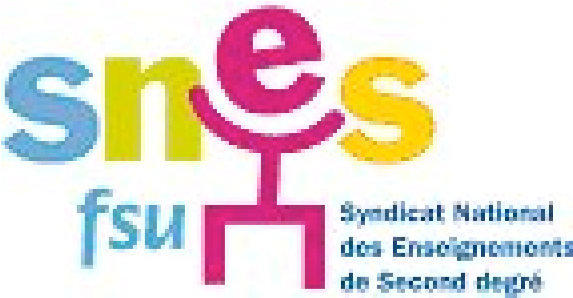 snes
fsu
Syndicat National
des Enseignements
de Second degré